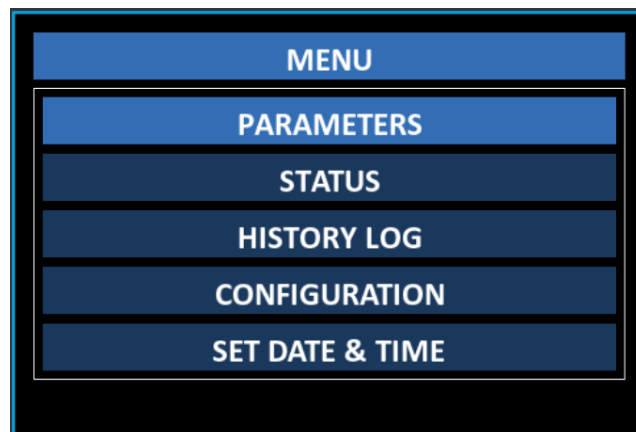 MENU
PARAMETERS
STATUS
HISTORY LOG
CONFIGURATION
SET DATE & TIME